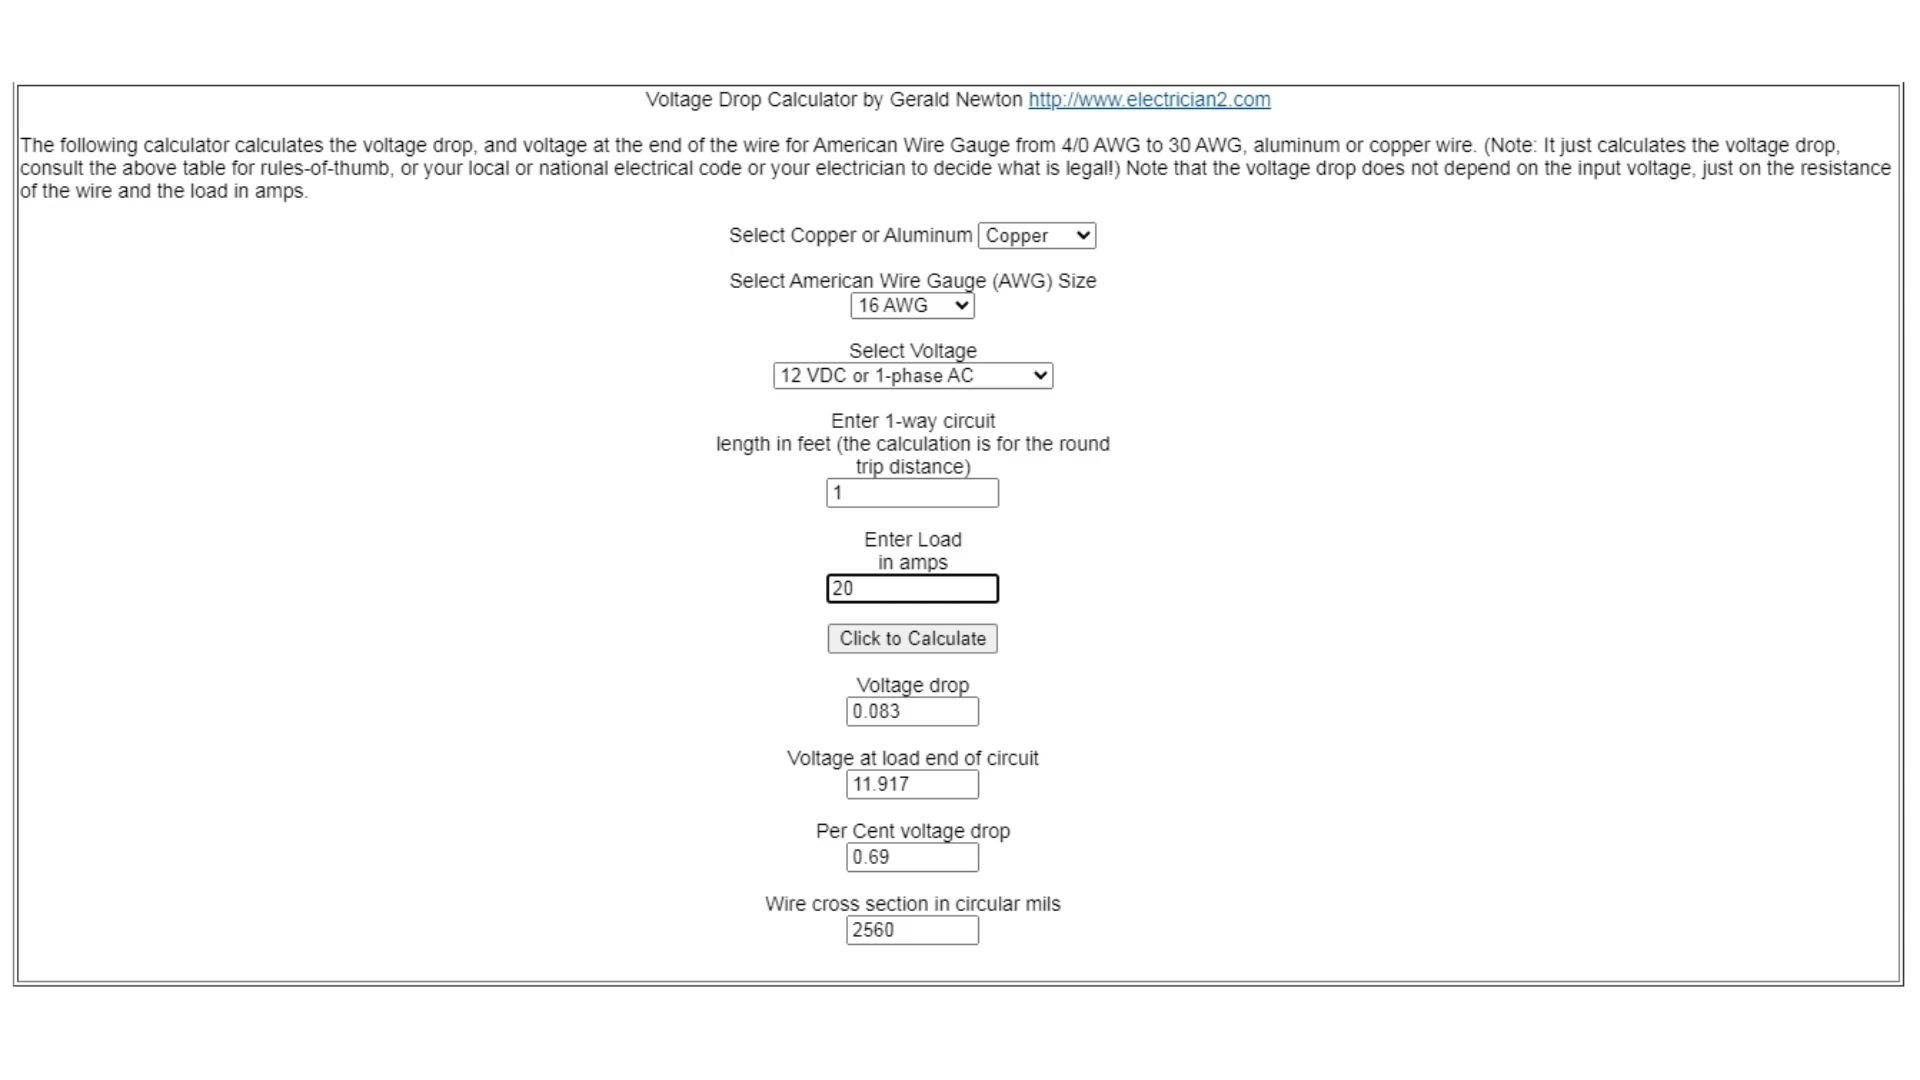 Voltage Drop Calculator by Gerald Newton http://www.electrician2.com
The following calculator calculates the voltage drop, and voltage at the end of the wire for American Wire Gauge from 4/0 AWG to 30 AWG, aluminum or copper wire. (Note: It just calculates the voltage drop,
consult the above table for rules-of-thumb, or your local or national electrical code or your electrician to decide what is legal!) Note that the voltage drop does not depend on the input voltage, just on the resistance
of the wire and the load in amps.
Select Copper or Aluminum Copper
Select American Wire Gauge (AWG) Size
16 AWG
Select Voltage
12 VDC or 1-phase AC
Enter 1-way circuit
length in feet (the calculation is for the round
trip distance)
1
Enter Load
in amps
20
Click to Calculate
Voltage drop
0.083
Voltage at load end of circuit
11.917
Per Cent voltage drop
0.69
Wire cross section in circular mils
2560